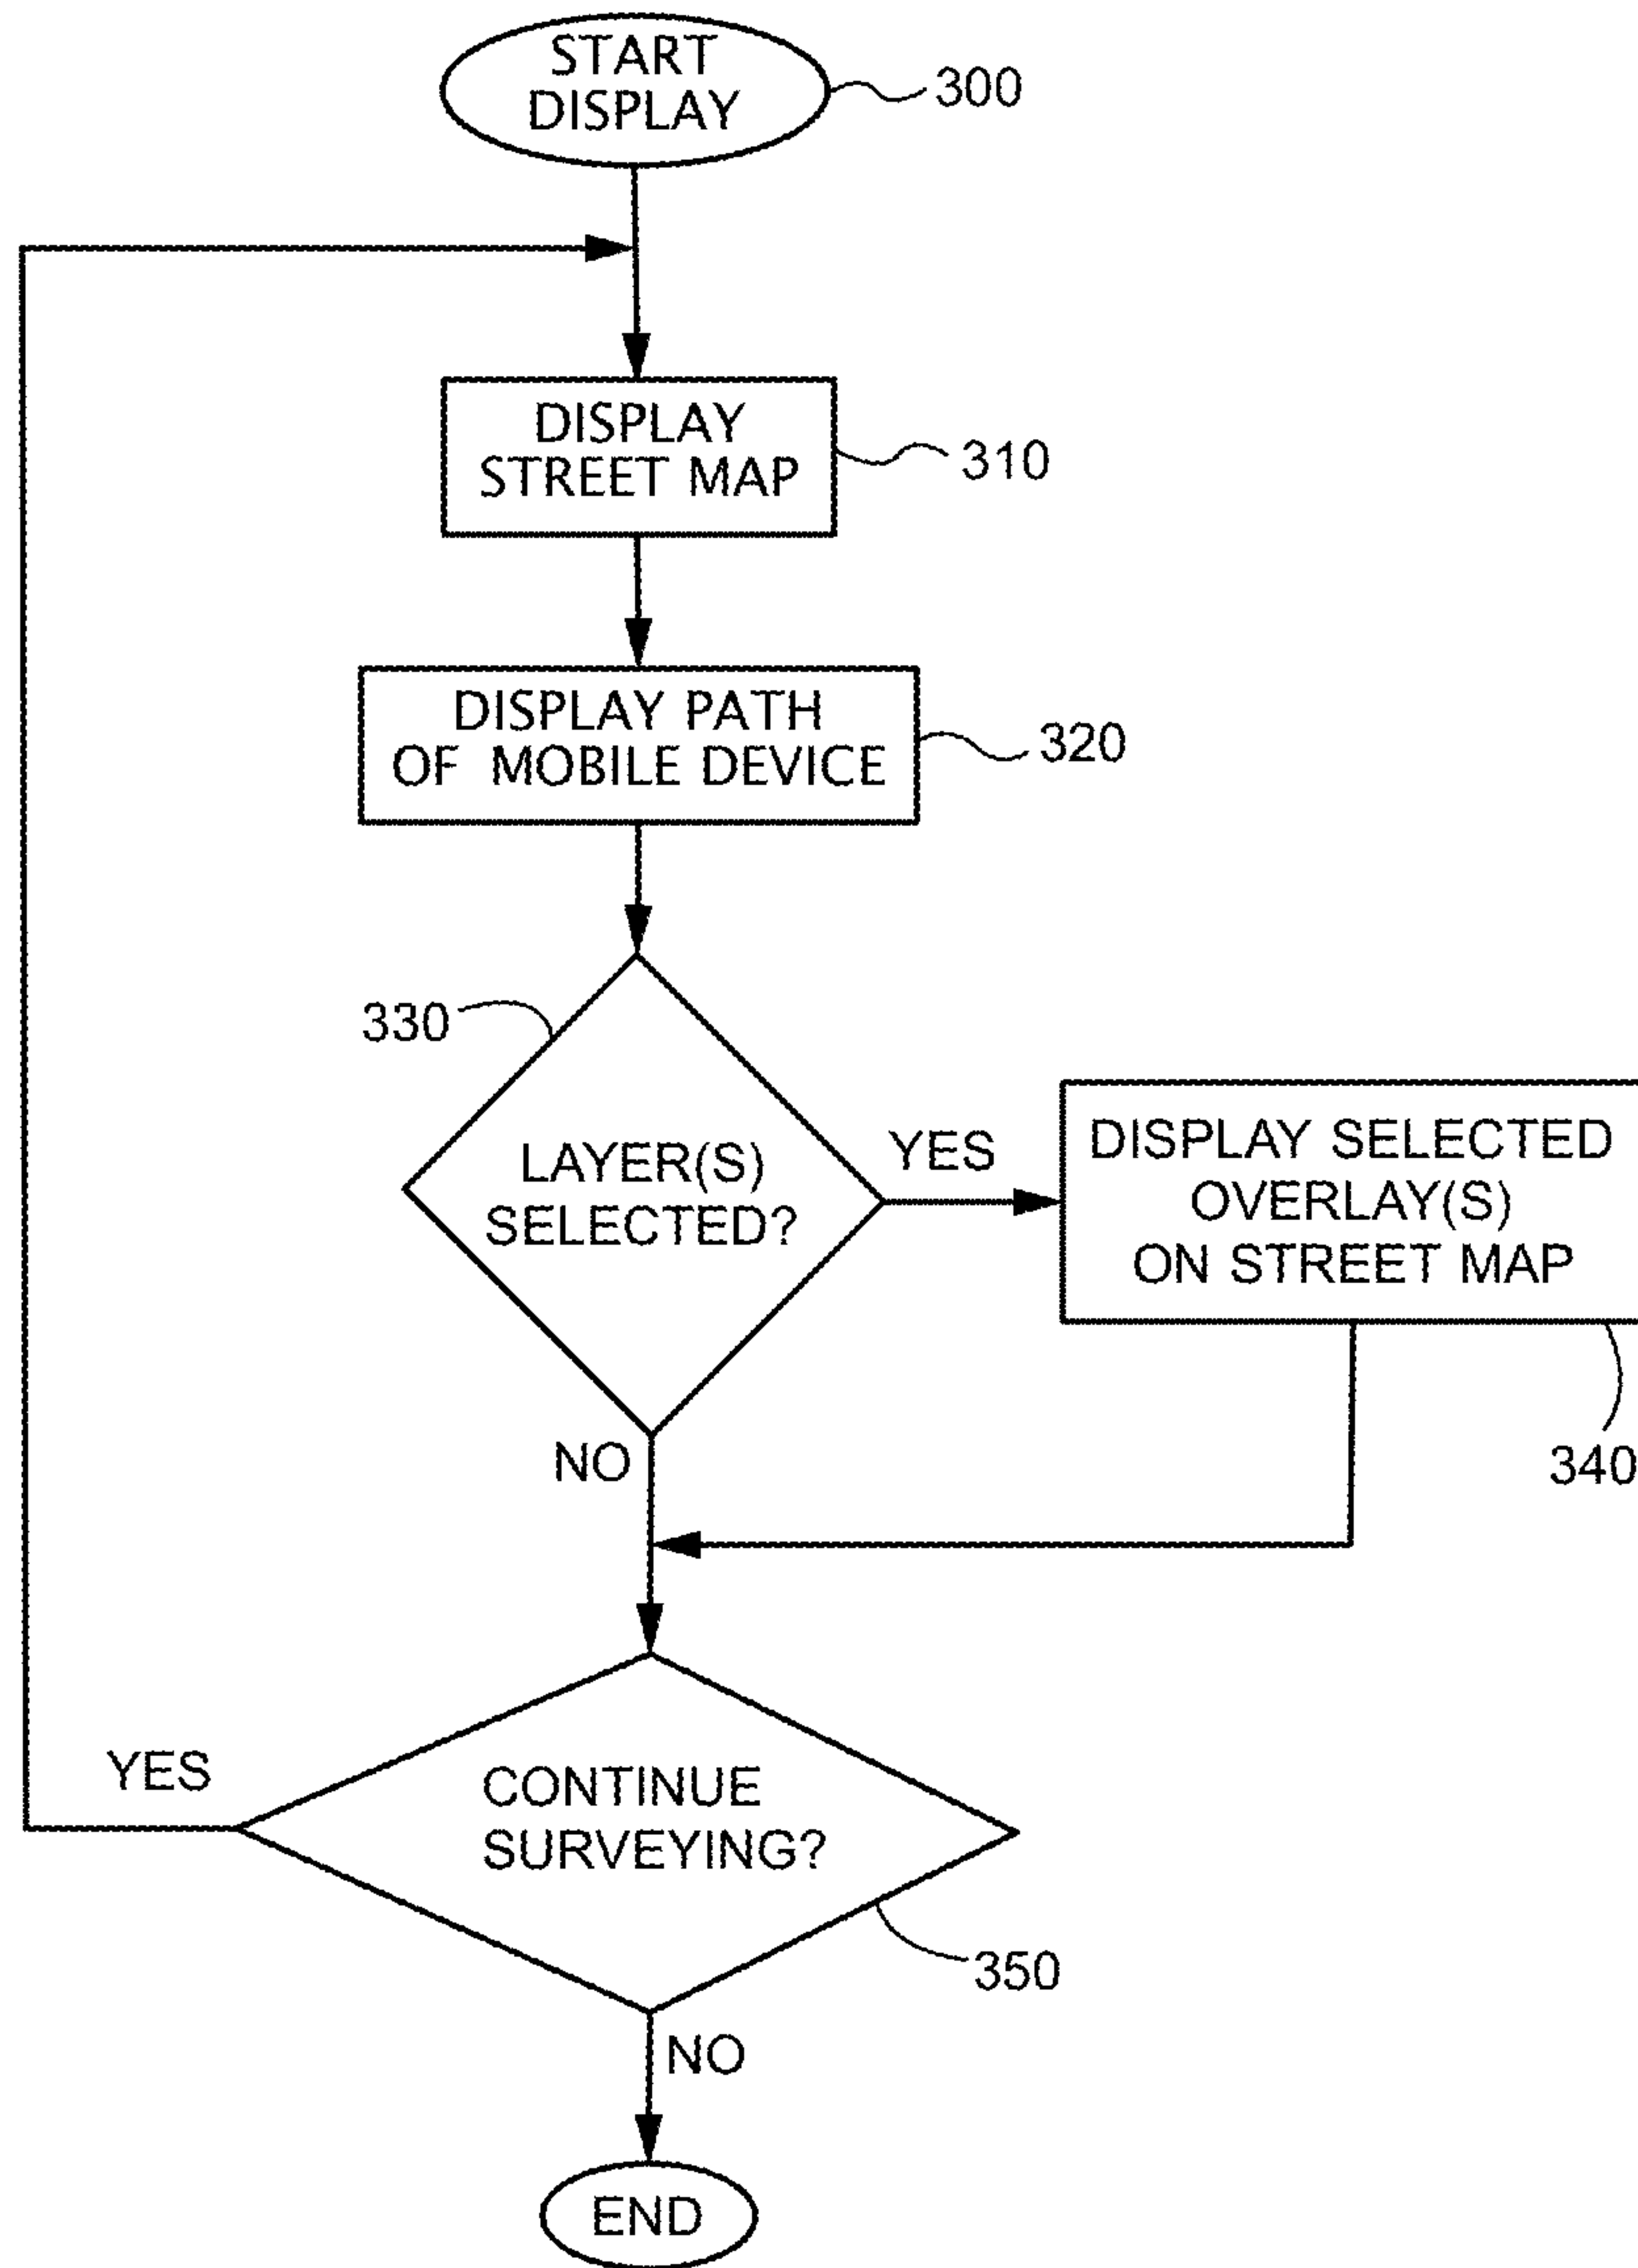 START
DISPLAY
300
DISPLAY
STREET MAP
310
DISPLAY PATH
OF MOBILE DEVICE
320
330
LAYER(S)
SELECTED?
YES
DISPLAY SELECTED
OVERLAY(S)
ON STREET MAP
340
NO
YES
CONTINUE
SURVEYING?
350
NO
END